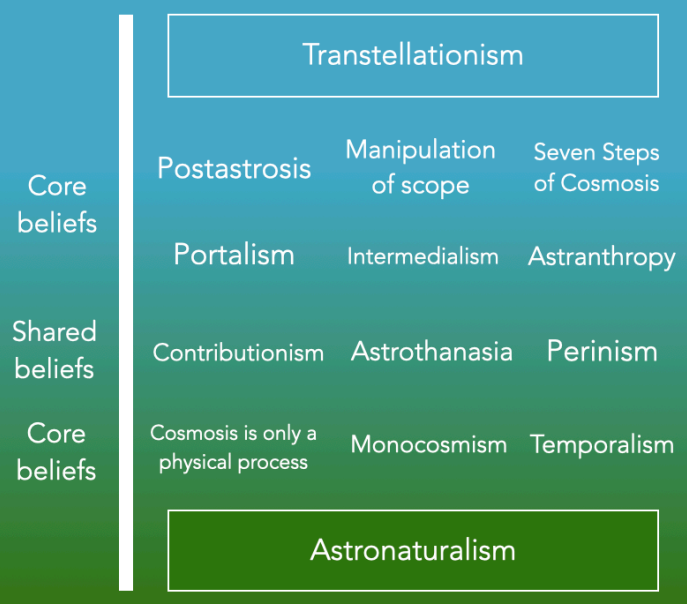 Transtellationism
Core
beliefs
Postastrosis
Manipulation
of scope
Seven Steps
of Cosmosis
Portalism
Intermedialism
Astranthropy
Shared
beliefs
Contributionism
Astrothanasia
Perinism
Core
beliefs
Cosmosis is only a
physical process
Monocosmism
Temporalism
Astronaturalism